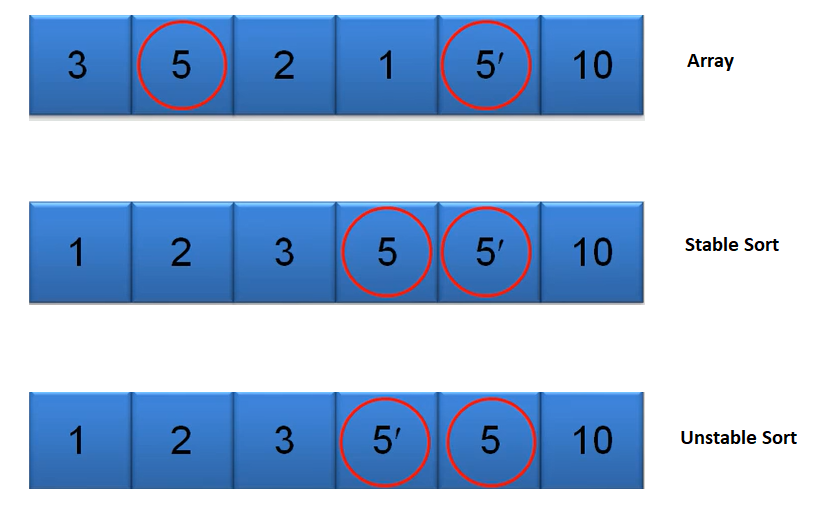 3 5 2 1 5′ 10 Array
1 2 3 5 5′ 10 Stable Sort
1 2 3 5′ 5 10 Unstable Sort